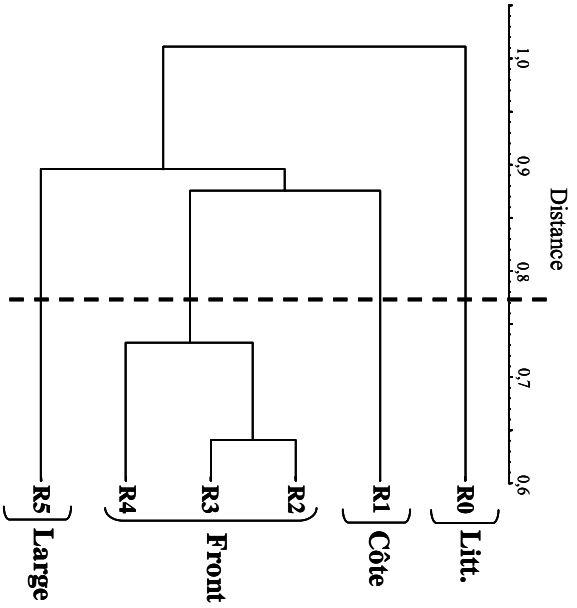 Distance
1,0 0,9 0,8 0,7 0,6
R0 Litt.
R1 Côte
R2
R3 Front
R4
R5 Large